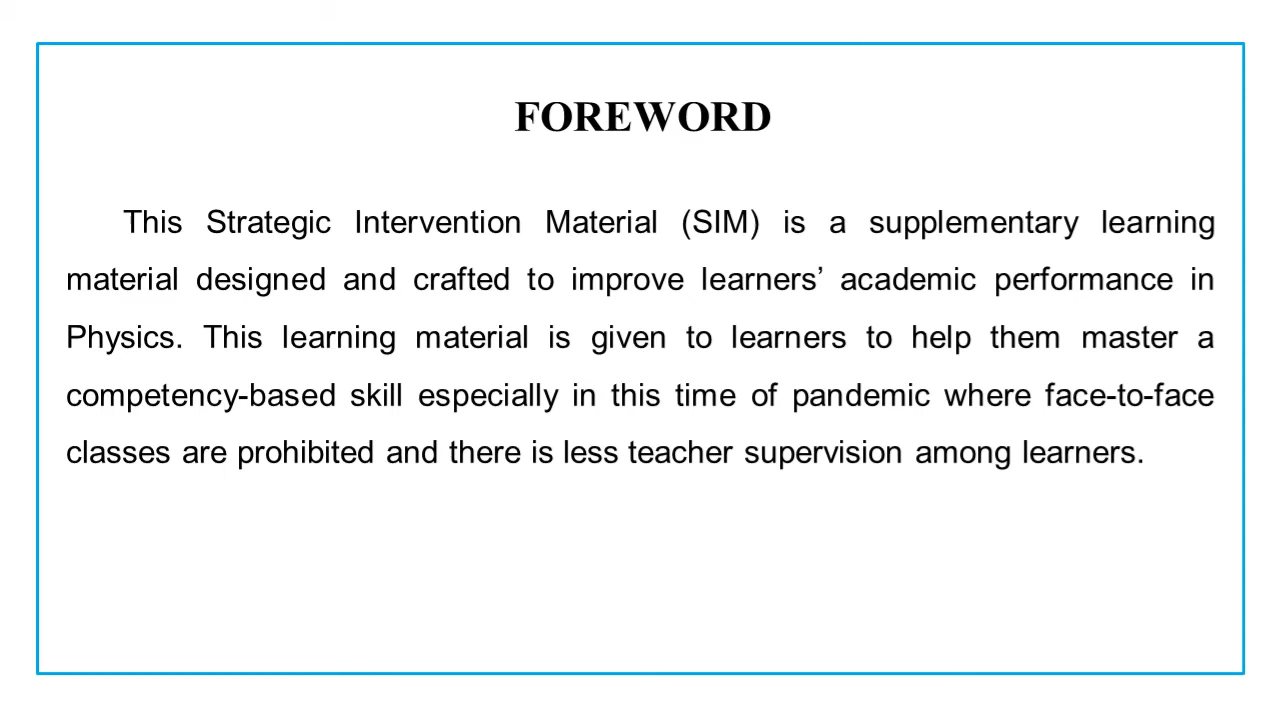 FOREWORD
This Strategic Intervention Material (SIM) is a supplementary learning
material designed and crafted to improve learners’ academic performance in
Physics. This learning material is given to learners to help them master a
competency-based skill especially in this time of pandemic where face-to-face
classes are prohibited and there is less teacher supervision among learners.